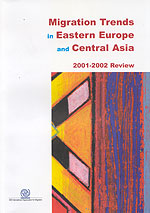 Migration Trends
in Eastern Europe
and Central Asia
2001-2002 Review